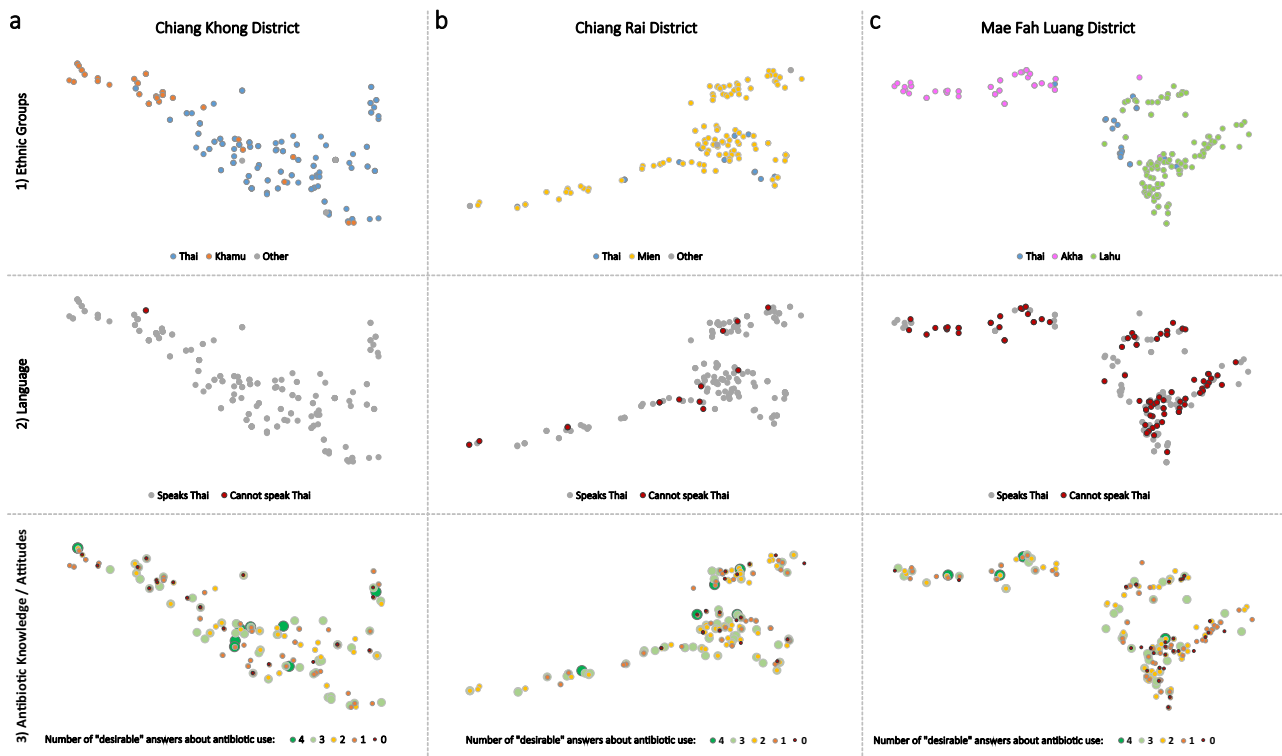 a
Chiang Khong District
b
Chiang Rai District
c
Mae Fah Luang District
1) Ethnic Groups
Thai Khamu Other
Thai Mien Other
Thai Akha Lahu
2) Language
Speaks Thai Cannot speak Thai
Speaks Thai Cannot speak Thai
Speaks Thai Cannot speak Thai
3) Antibiotic Knowledge / Attitudes
Number of "desirable" answers about antibiotic use: 4 3 2 1 0
Number of "desirable" answers about antibiotic use: 4 3 2 1 0
Number of "desirable" answers about antibiotic use: 4 3 2 1 0